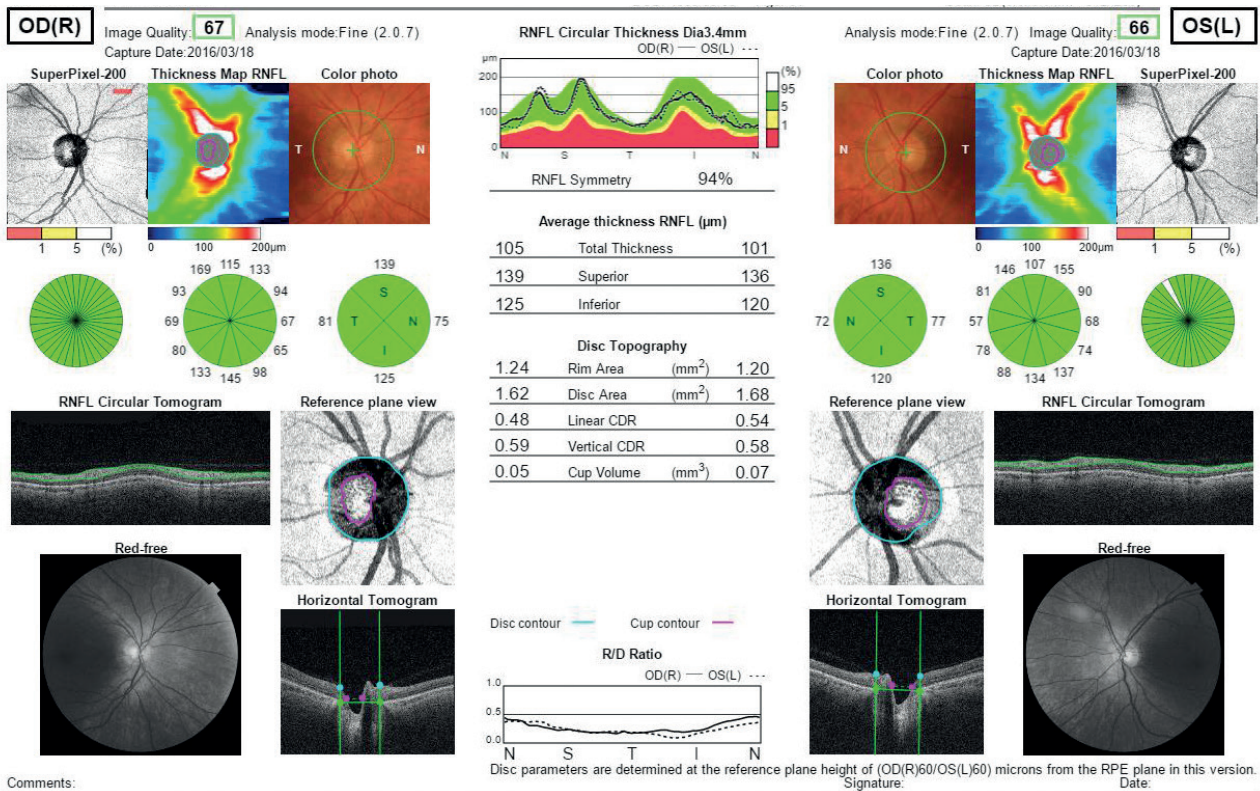 OD(R)
Image Quality: 67 Analysis mode:Fine (2.0.7)
Capture Date:2016/03/18
SuperPixel-200 Thickness Map RNFL Color photo
T N
1 5 (%)
0 100 200µm
115
169 133
93 94
69 67
80 65
133 98
145
139
S
81 T N 75
I
125
RNFL Circular Tomogram
Reference plane view
Red-free
Horizontal Tomogram
Comments:
RNFL Circular Thickness Dia3.4mm
OD(R) OS(L)
µm
200
100
0
N S T I N
(%)
95
5
1
RNFL Symmetry 94%
Average thickness RNFL (µm)
105 Total Thickness 101
139 Superior 136
125 Inferior 120
Disc Topography
1.24 Rim Area (mm²) 1.20
1.62 Disc Area (mm²) 1.68
0.48 Linear CDR 0.54
0.59 Vertical CDR 0.58
0.05 Cup Volume (mm³) 0.07
Disc contour Cup contour
R/D Ratio
OD(R) OS(L)
1.0
0.5
0.0
N S T I N
Analysis mode:Fine (2.0.7) Image Quality: 66
OS(L)
Capture Date:2016/03/18
Color photo Thickness Map RNFL SuperPixel-200
N T
0 100 200µm
1 5 (%)
136
S
72 N T 77
I
120
107
146 155
81 90
57 68
78 74
88 137
134
Reference plane view
RNFL Circular Tomogram
Red-free
Horizontal Tomogram
Disc parameters are determined at the reference plane height of (OD(R)60/OS(L)60) microns from the RPE plane in this version.
Signature: Date: